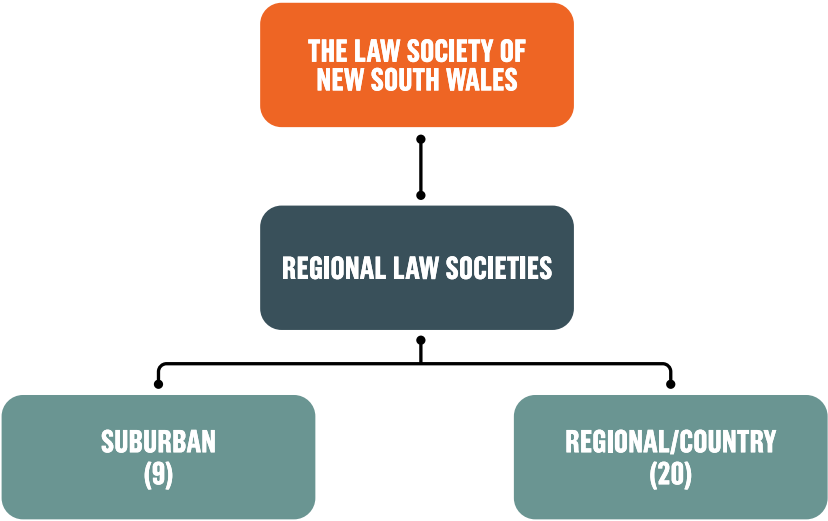 THE LAW SOCIETY OF
NEW SOUTH WALES
REGIONAL LAW SOCIETIES
SUBURBAN
(9)
REGIONAL/COUNTRY
(20)